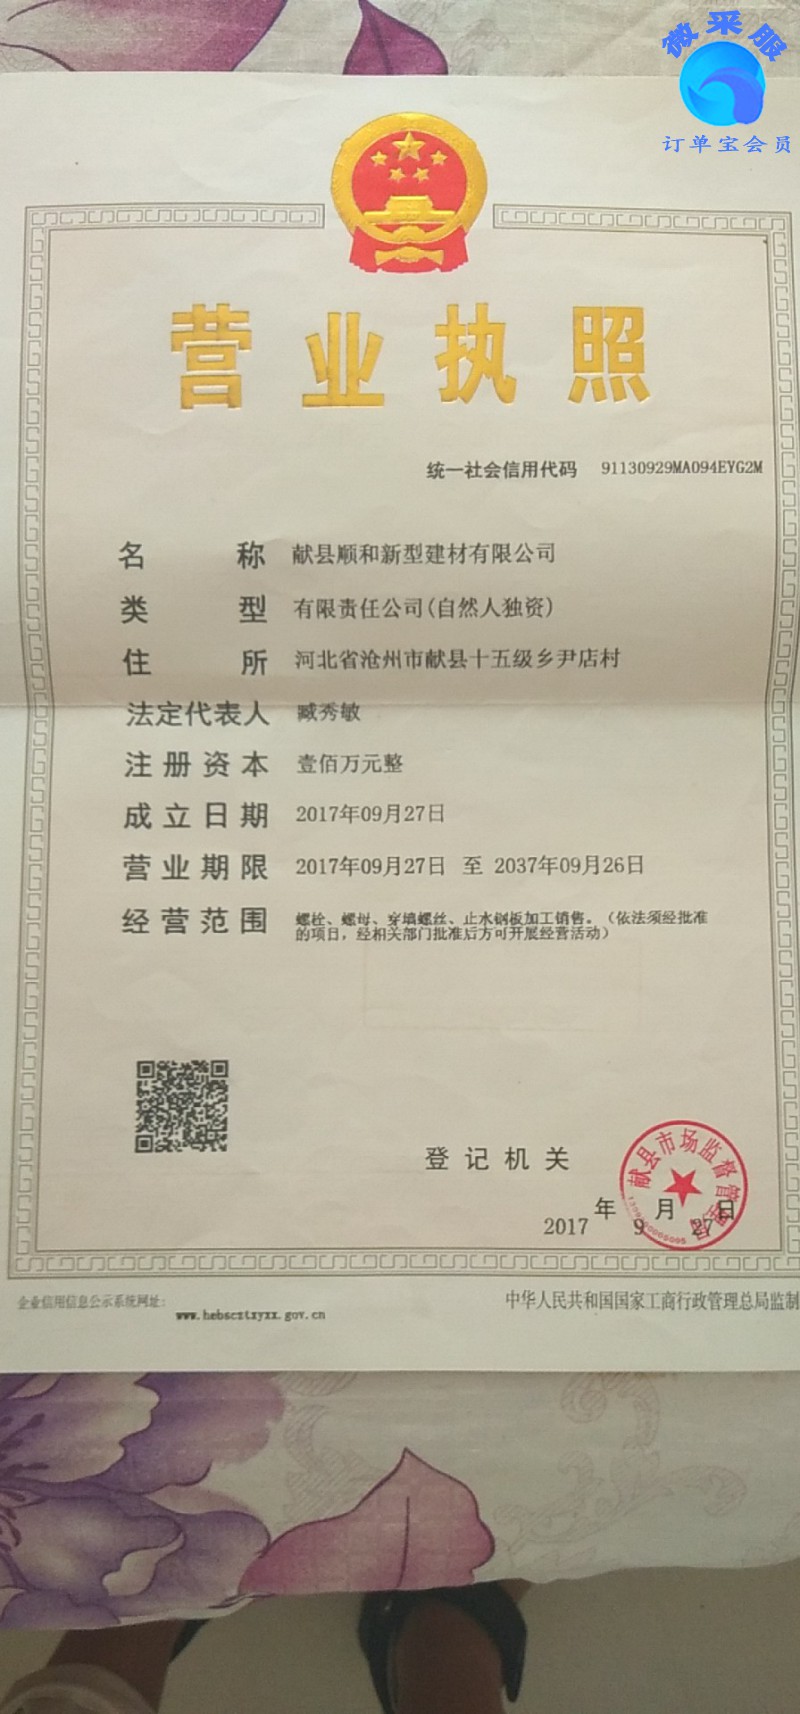 微采服
订单宝会员
营业执照
统一社会信用代码 91130929MA094EYG2M
名称 献县顺和新型建材有限公司
类型 有限责任公司(自然人独资)
住所 河北省沧州市献县十五级乡尹店村
法定代表人 臧秀敏
注册资本 壹佰万元整
成立日期 2017年09月27日
营业期限 2017年09月27日 至 2037年09月26日
经营范围 螺栓、螺母、穿墙螺丝、止水钢板加工销售。(依法须经批准
的项目,经相关部门批准后方可开展经营活动)
登记机关
献县市场监督管理局
2017年9月27日
企业信用信息公示系统网址:
www.hebscztxyxx.gov.cn
中华人民共和国国家工商行政管理总局监制